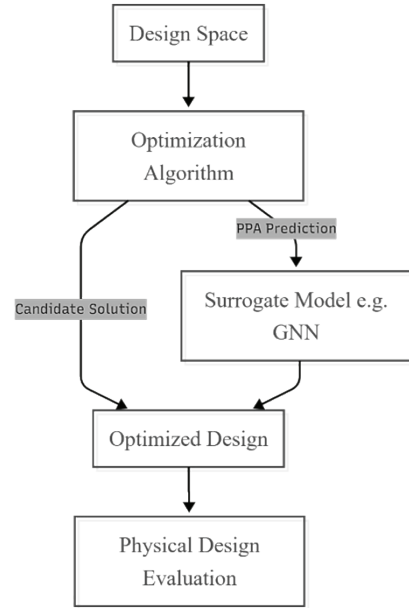 Design Space
Optimization
Algorithm
PPA Prediction
Candidate Solution
Surrogate Model e.g.
GNN
Optimized Design
Physical Design
Evaluation